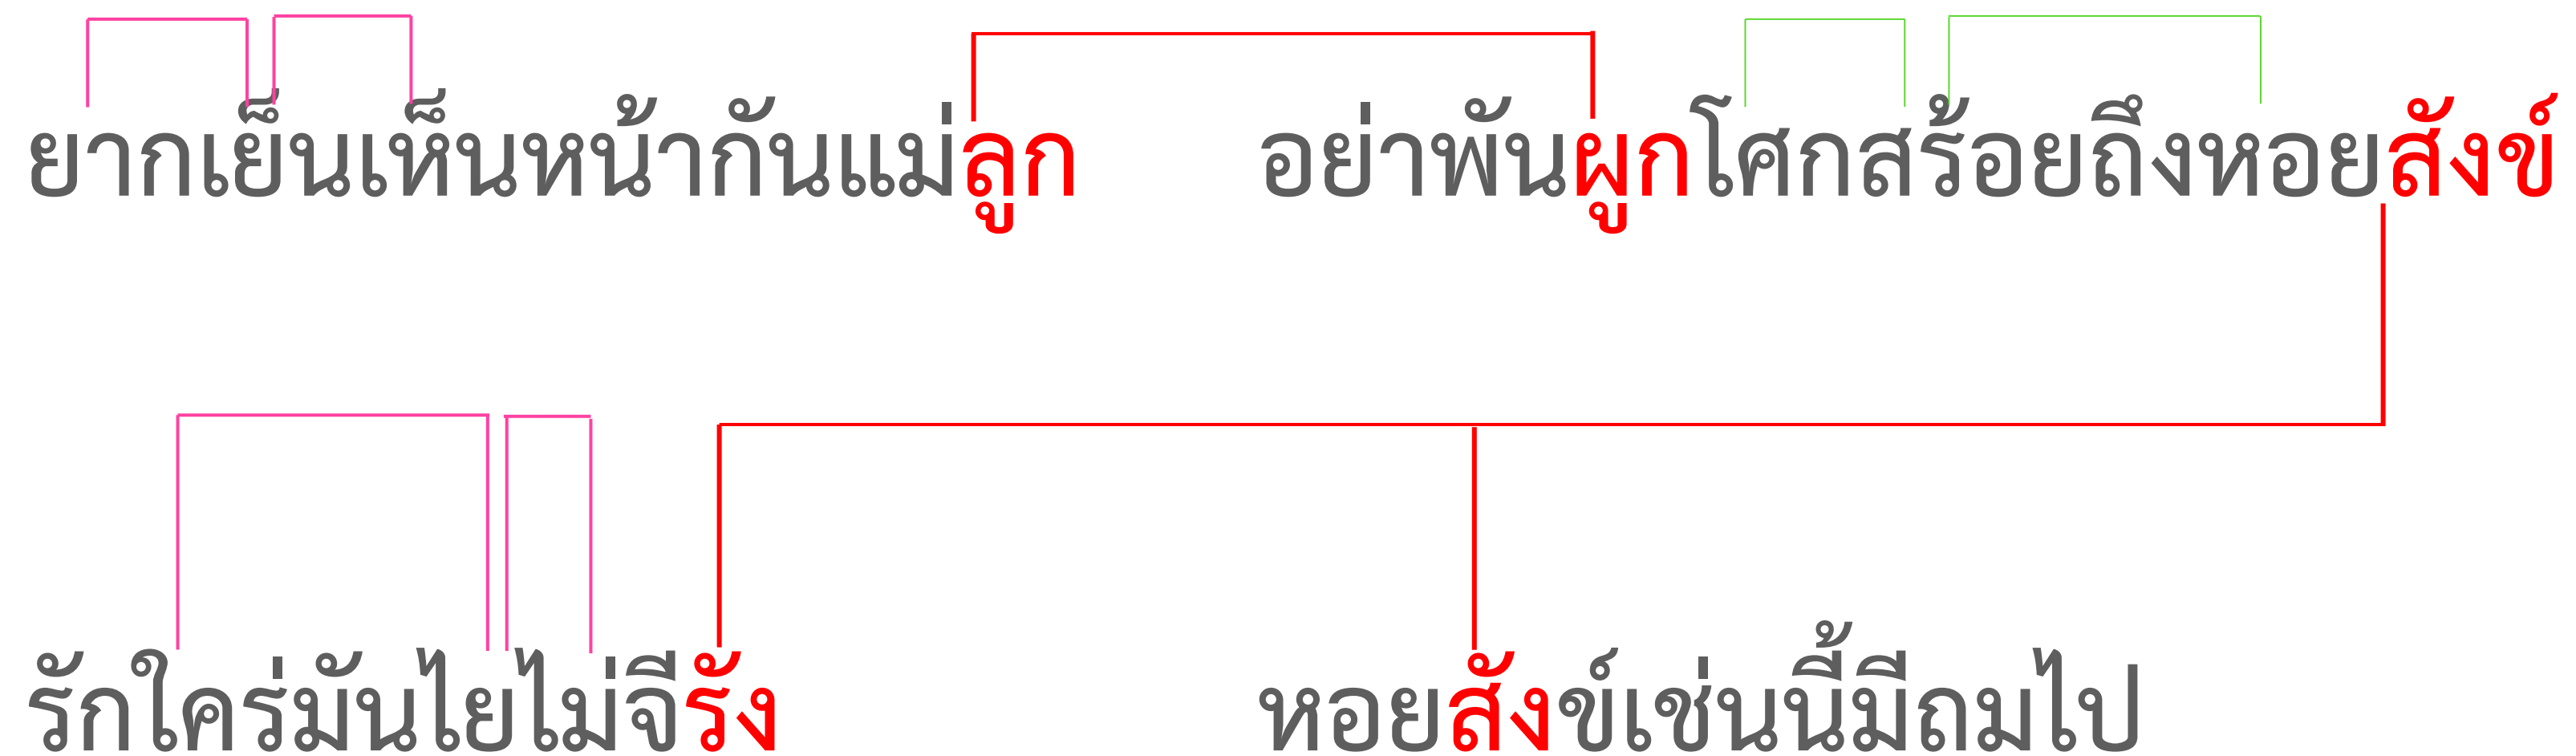 ยากเย็นเห็นหน้ากันแม่ลูก อย่าพันผูกโศกสร้อยถึงหอยสังข์
รักใคร่มันไยไม่จีรัง หอยสังข์เช่นนี้มีถมไป